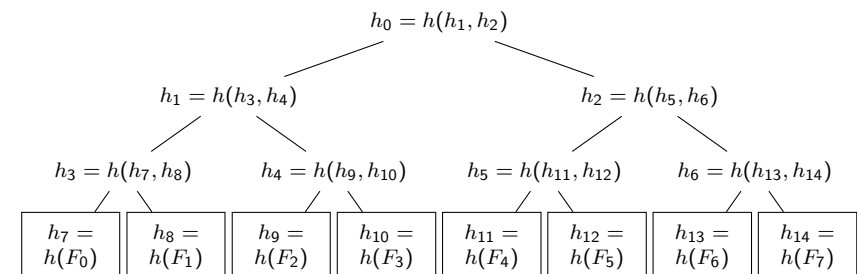 h₀ = h(h₁, h₂)
h₁ = h(h₃, h₄)
h₂ = h(h₅, h₆)
h₃ = h(h₇, h₈)
h₄ = h(h₉, h₁₀)
h₅ = h(h₁₁, h₁₂)
h₆ = h(h₁₃, h₁₄)
h₇ =
h(F₀)
h₈ =
h(F₁)
h₉ =
h(F₂)
h₁₀ =
h(F₃)
h₁₁ =
h(F₄)
h₁₂ =
h(F₅)
h₁₃ =
h(F₆)
h₁₄ =
h(F₇)